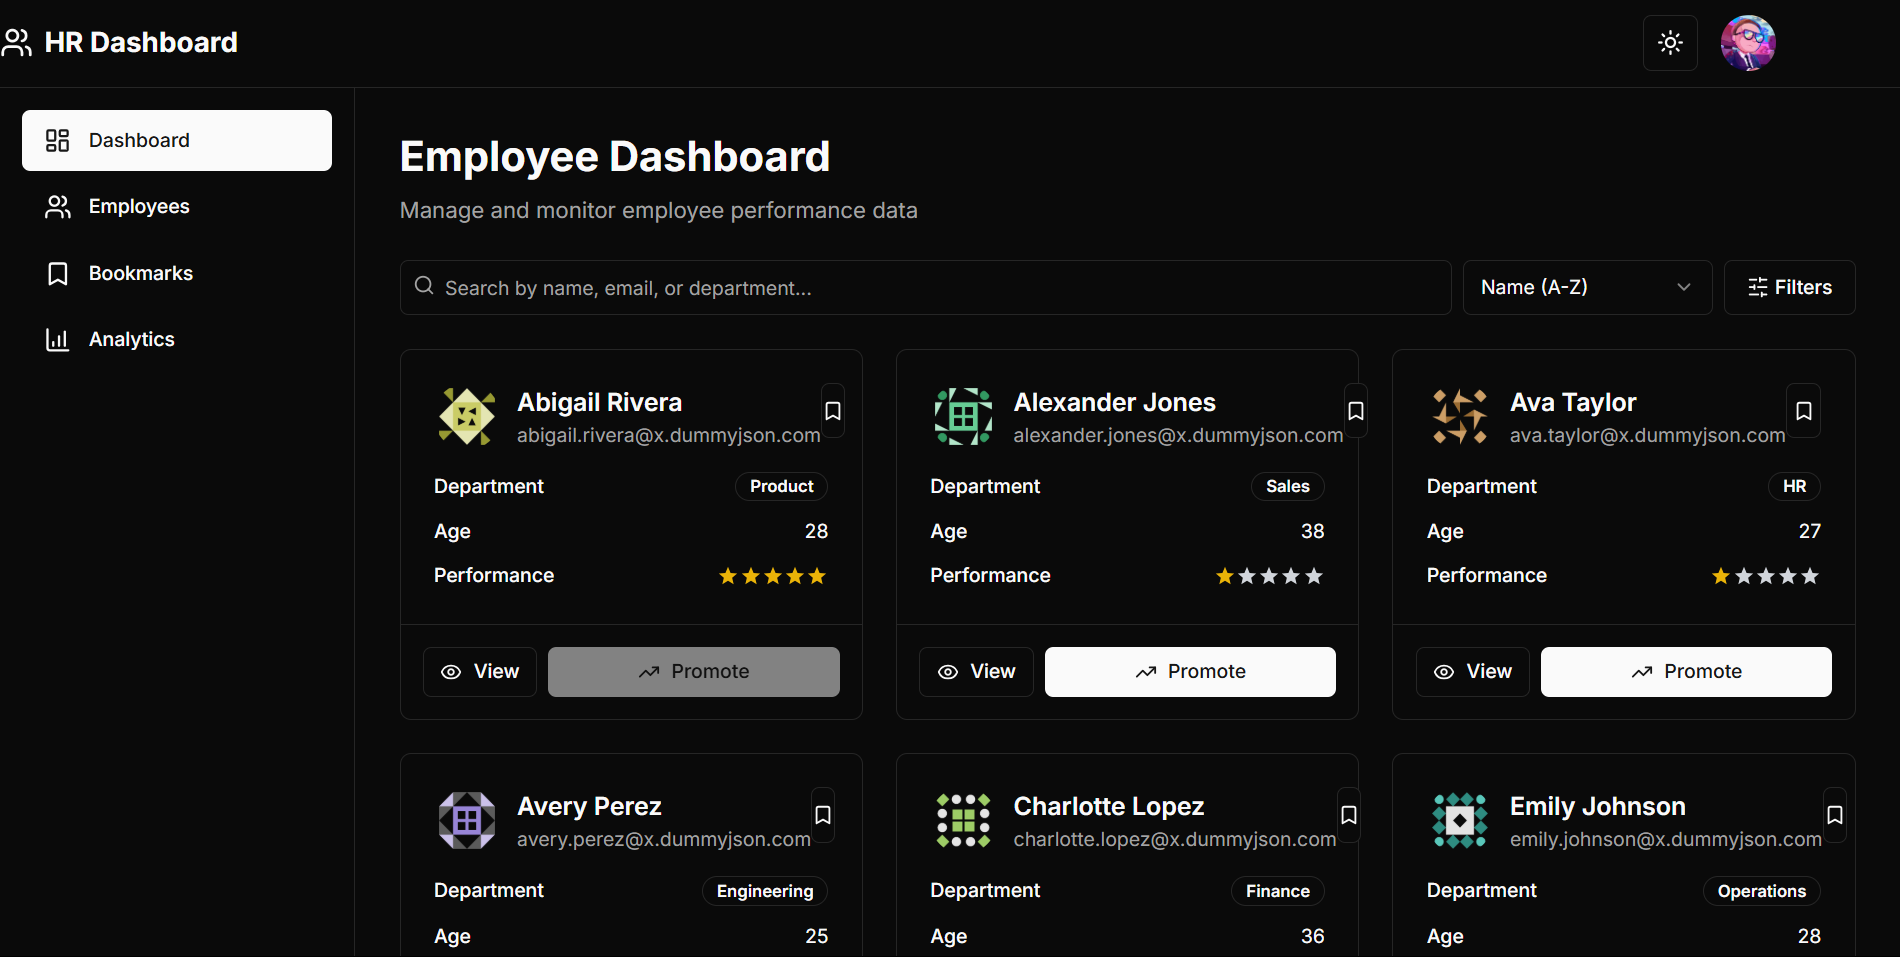 HR Dashboard
Dashboard
Employees
Bookmarks
Analytics
Employee Dashboard
Manage and monitor employee performance data
Search by name, email, or department...
Name (A-Z)
Filters
Abigail Rivera
abigail.rivera@x.dummyjson.com
Department Product
Age 28
Performance
View Promote
Alexander Jones
alexander.jones@x.dummyjson.com
Department Sales
Age 38
Performance
View Promote
Ava Taylor
ava.taylor@x.dummyjson.com
Department HR
Age 27
Performance
View Promote
Avery Perez
avery.perez@x.dummyjson.com
Department Engineering
Age 25
Charlotte Lopez
charlotte.lopez@x.dummyjson.com
Department Finance
Age 36
Emily Johnson
emily.johnson@x.dummyjson.com
Department Operations
Age 28